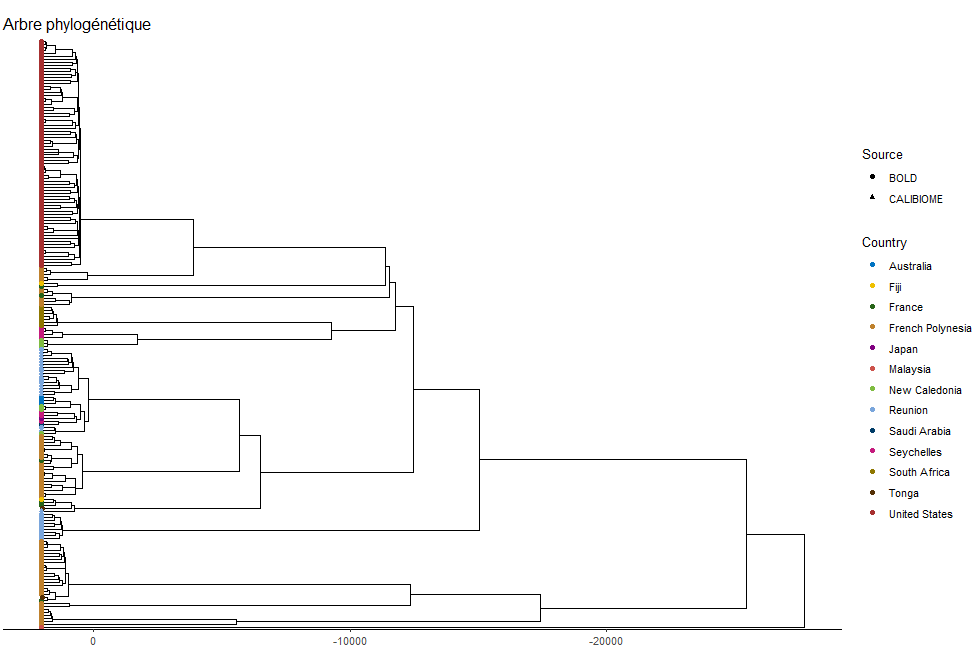 Arbre phylogénétique
Source
BOLD
CALIBIOME
Country
Australia
Fiji
France
French Polynesia
Japan
Malaysia
New Caledonia
Reunion
Saudi Arabia
Seychelles
South Africa
Tonga
United States
0
-10000
-20000